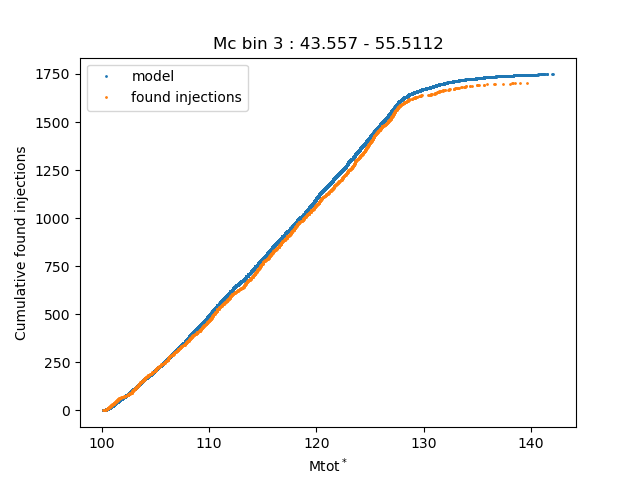 Mc bin 3 : 43.557 - 55.5112
model
found injections
Cumulative found injections
1750
1500
1250
1000
750
500
250
0
100 110 120 130 140
Mtot*